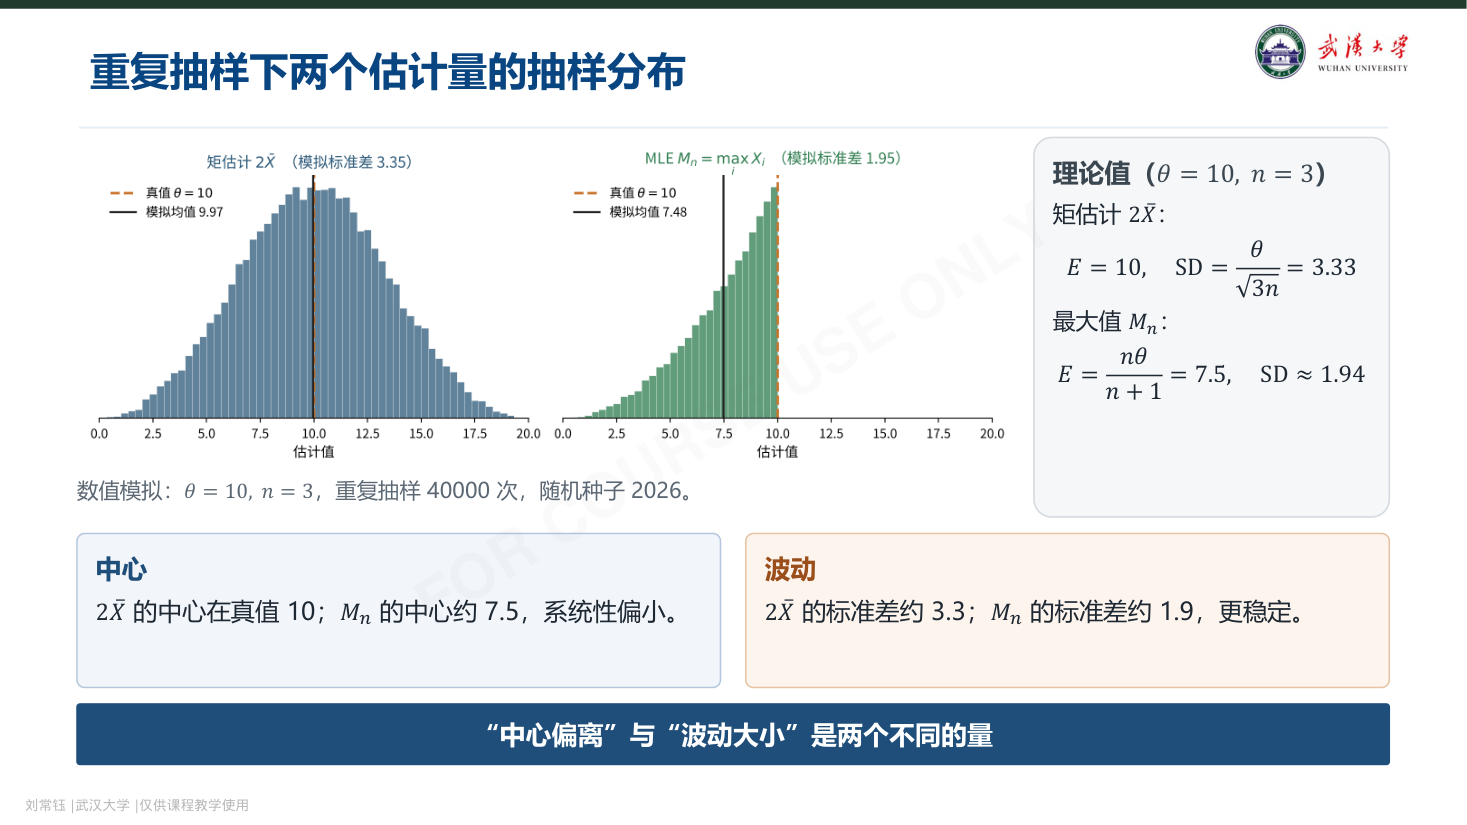 重复抽样下两个估计量的抽样分布
武汉大学
WUHAN UNIVERSITY
矩估计 2X̄ （模拟标准差 3.35）
真值 θ = 10
模拟均值 9.97
0.0 2.5 5.0 7.5 10.0 12.5 15.0 17.5 20.0
估计值
MLE Mₙ = max Xᵢ （模拟标准差 1.95）
i
真值 θ = 10
模拟均值 7.48
0.0 2.5 5.0 7.5 10.0 12.5 15.0 17.5 20.0
估计值
数值模拟：θ = 10, n = 3，重复抽样 40000 次，随机种子 2026。
理论值（θ = 10, n = 3）
矩估计 2X̄：
E = 10, SD = θ/√3n = 3.33
最大值 Mₙ：
E = nθ/n + 1 = 7.5, SD ≈ 1.94
中心
2X̄ 的中心在真值 10；Mₙ 的中心约 7.5，系统性偏小。
波动
2X̄ 的标准差约 3.3；Mₙ 的标准差约 1.9，更稳定。
“中心偏离”与“波动大小”是两个不同的量
刘常钰 |武汉大学 |仅供课程教学使用
FOR COURSE USE ONLY